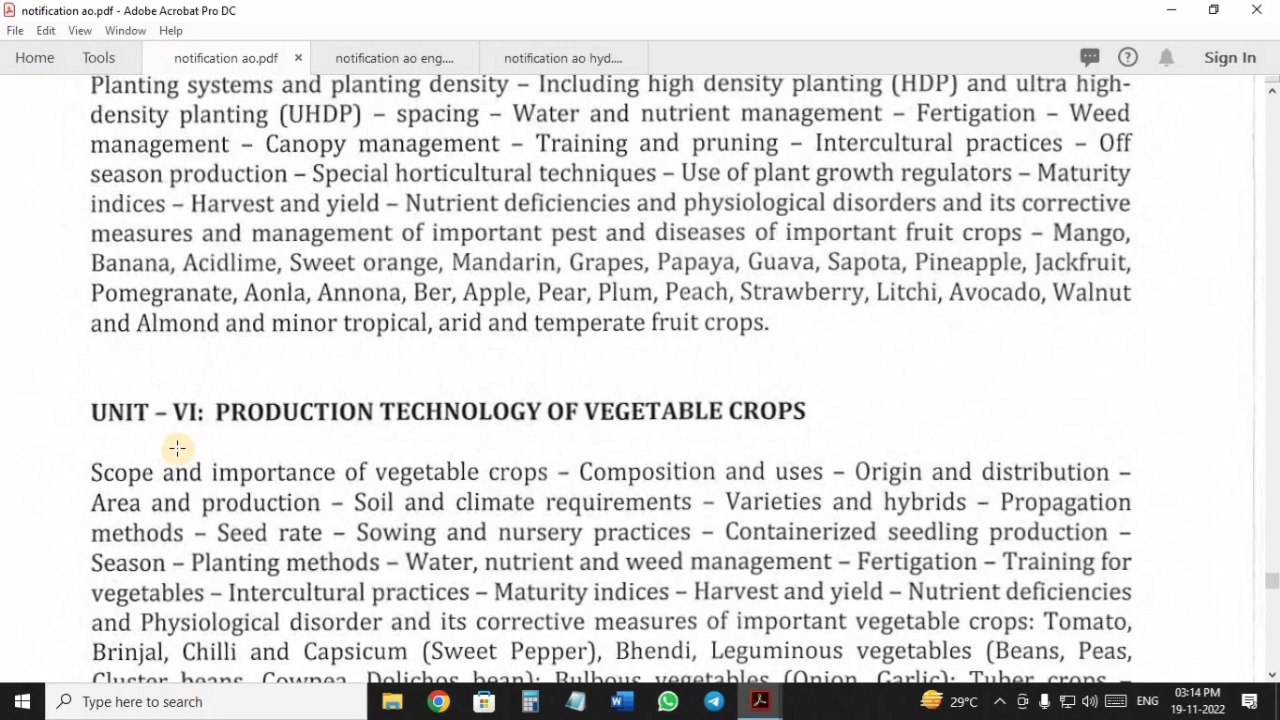 notification ao.pdf - Adobe Acrobat Pro DC
File Edit View Window Help
Home Tools notification ao.pdf × notification ao eng.... notification ao hyd.... Sign In
Planting systems and planting density – Including high density planting (HDP) and ultra high-
density planting (UHDP) – spacing – Water and nutrient management – Fertigation – Weed
management – Canopy management – Training and pruning – Intercultural practices – Off
season production – Special horticultural techniques – Use of plant growth regulators – Maturity
indices – Harvest and yield – Nutrient deficiencies and physiological disorders and its corrective
measures and management of important pest and diseases of important fruit crops – Mango,
Banana, Acidlime, Sweet orange, Mandarin, Grapes, Papaya, Guava, Sapota, Pineapple, Jackfruit,
Pomegranate, Aonla, Annona, Ber, Apple, Pear, Plum, Peach, Strawberry, Litchi, Avocado, Walnut
and Almond and minor tropical, arid and temperate fruit crops.
UNIT – VI: PRODUCTION TECHNOLOGY OF VEGETABLE CROPS
Scope and importance of vegetable crops – Composition and uses – Origin and distribution –
Area and production – Soil and climate requirements – Varieties and hybrids – Propagation
methods – Seed rate – Sowing and nursery practices – Containerized seedling production –
Season – Planting methods – Water, nutrient and weed management – Fertigation – Training for
vegetables – Intercultural practices – Maturity indices – Harvest and yield – Nutrient deficiencies
and Physiological disorder and its corrective measures of important vegetable crops: Tomato,
Brinjal, Chilli and Capsicum (Sweet Pepper), Bhendi, Leguminous vegetables (Beans, Peas,
Cluster beans, Cowpea, Dolichos bean); Bulbous vegetables (Onion, Garlic); Tuber crops –
Type here to search 29°C ENG 03:14 PM
19-11-2022